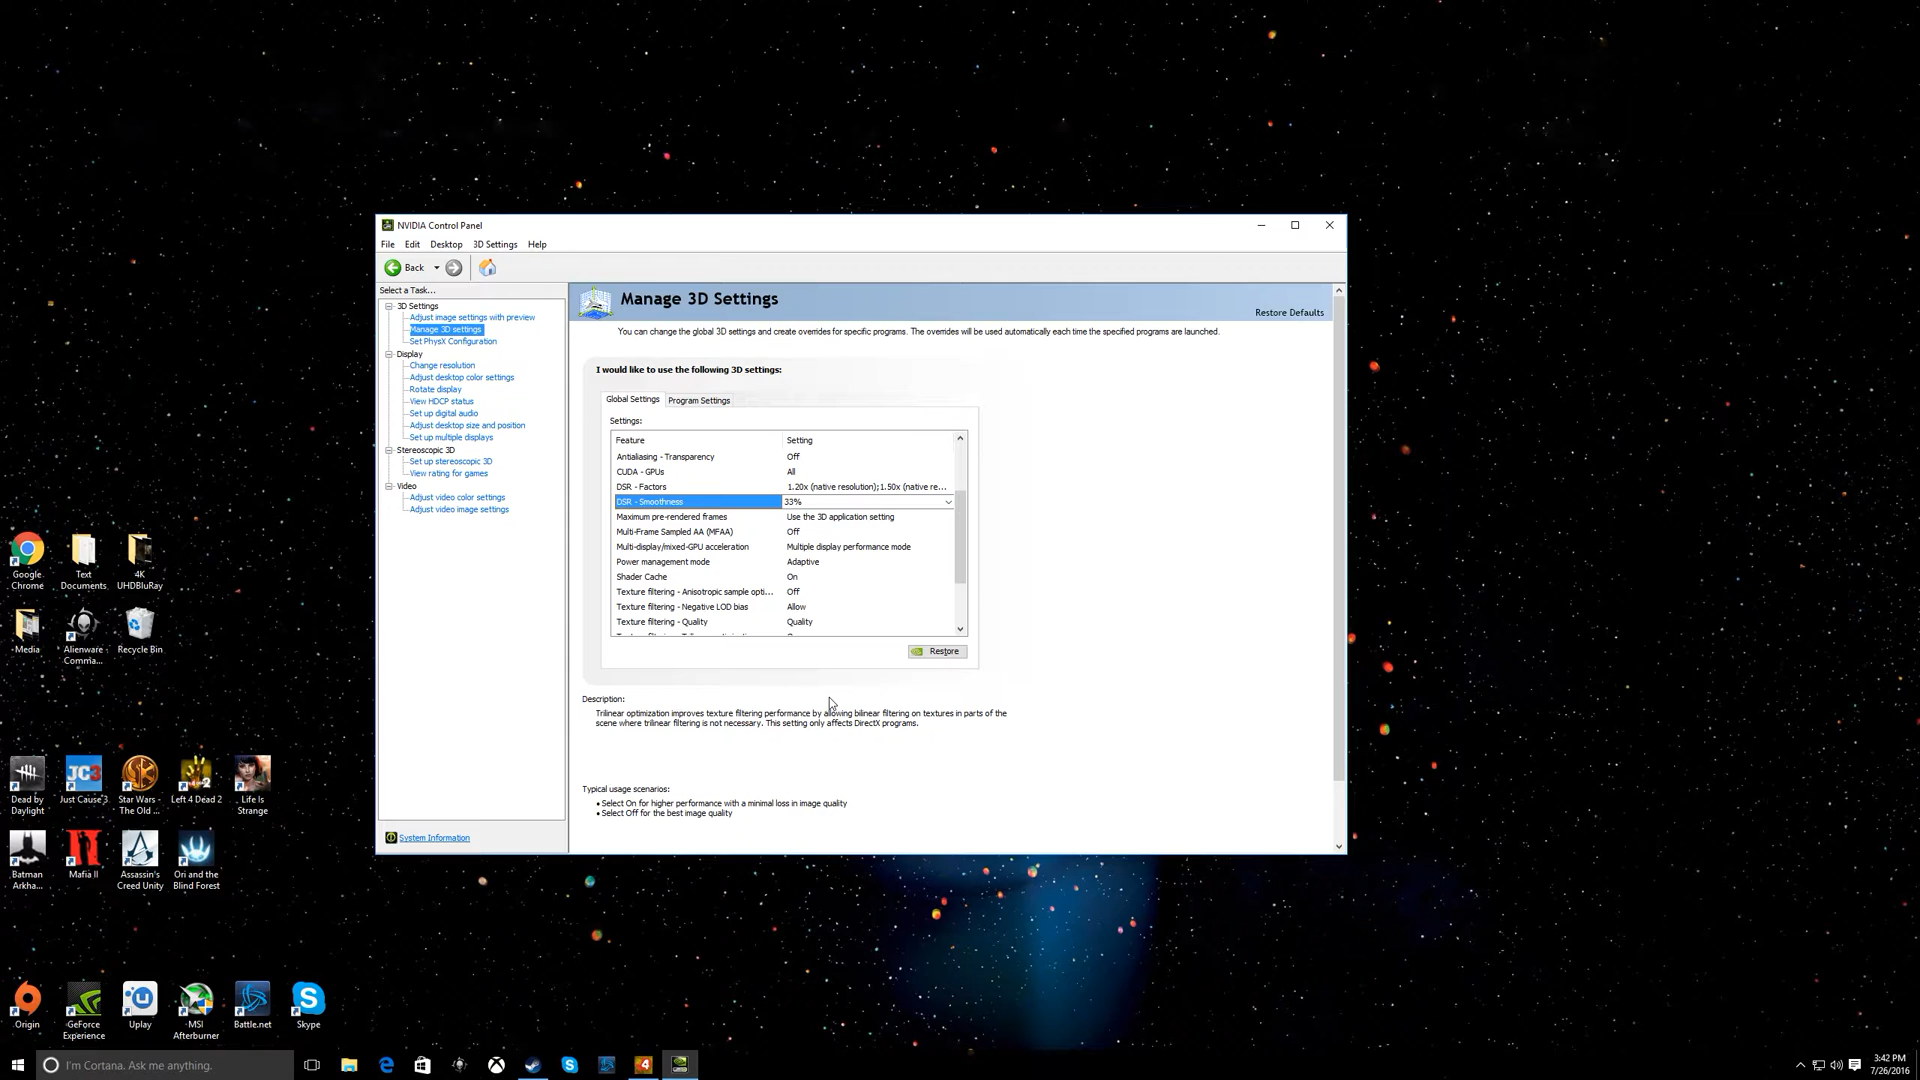 NVIDIA Control Panel
File Edit Desktop 3D Settings Help
Back
Select a Task...
3D Settings
Adjust image settings with preview
Manage 3D settings
Set PhysX Configuration
Display
Change resolution
Adjust desktop color settings
Rotate display
View HDCP status
Set up digital audio
Adjust desktop size and position
Set up multiple displays
Stereoscopic 3D
Set up stereoscopic 3D
View rating for games
Video
Adjust video color settings
Adjust video image settings
System Information
Manage 3D Settings
Restore Defaults
You can change the global 3D settings and create overrides for specific programs. The overrides will be used automatically each time the specified programs are launched.
I would like to use the following 3D settings:
Global Settings Program Settings
Settings:
Feature Setting
Antialiasing - Transparency Off
CUDA - GPUs All
DSR - Factors 1.20x (native resolution);1.50x (native re...
DSR - Smoothness 33%
Maximum pre-rendered frames Use the 3D application setting
Multi-Frame Sampled AA (MFAA) Off
Multi-display/mixed-GPU acceleration Multiple display performance mode
Power management mode Adaptive
Shader Cache On
Texture filtering - Anisotropic sample opti... Off
Texture filtering - Negative LOD bias Allow
Texture filtering - Quality Quality
Restore
Description:
Trilinear optimization improves texture filtering performance by allowing bilinear filtering on textures in parts of the
scene where trilinear filtering is not necessary. This setting only affects DirectX programs.
Typical usage scenarios:
• Select On for higher performance with a minimal loss in image quality
• Select Off for the best image quality
Google
Chrome
Text
Documents
4K
UHDBluRay
Media
Alienware
Comma...
Recycle Bin
Dead by
Daylight
JC3
Just Cause 3
Star Wars -
The Old ...
Left 4 Dead 2
Life Is
Strange
Batman
Arkha...
Mafia II
Assassin's
Creed Unity
Ori and the
Blind Forest
Origin
GeForce
Experience
Uplay
MSI
Afterburner
Battle.net
Skype
I'm Cortana. Ask me anything.
4
3:42 PM
7/26/2016